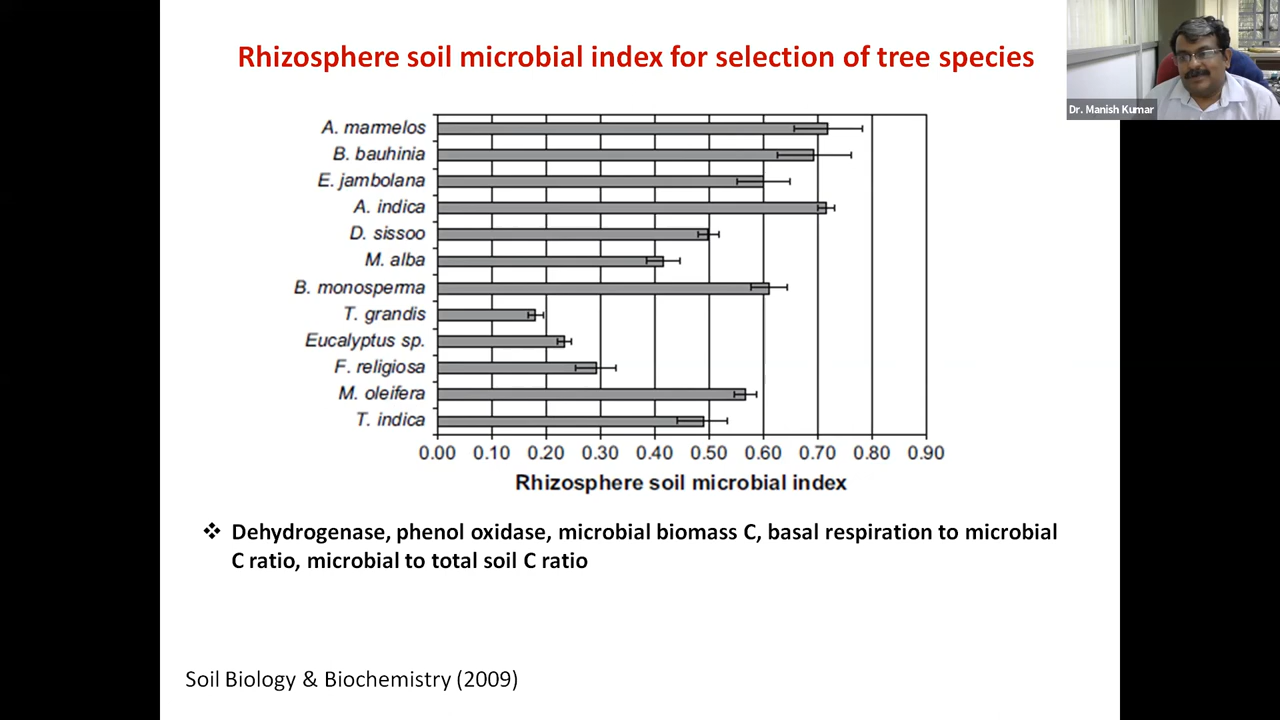 Rhizosphere soil microbial index for selection of tree species
Dr. Manish Kumar
A. marmelos
B. bauhinia
E. jambolana
A. indica
D. sissoo
M. alba
B. monosperma
T. grandis
Eucalyptus sp.
F. religiosa
M. oleifera
T. indica
0.00 0.10 0.20 0.30 0.40 0.50 0.60 0.70 0.80 0.90
Rhizosphere soil microbial index
❖ Dehydrogenase, phenol oxidase, microbial biomass C, basal respiration to microbial
C ratio, microbial to total soil C ratio
Soil Biology & Biochemistry (2009)